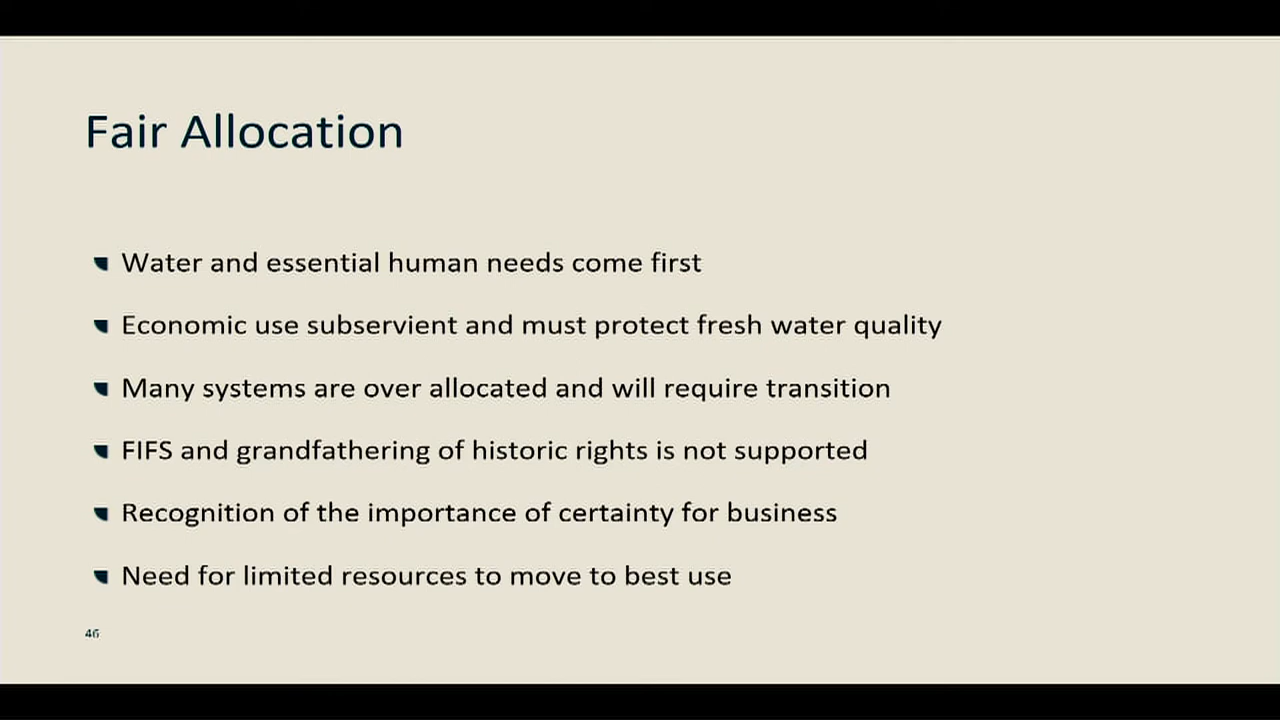 Fair Allocation
Water and essential human needs come first
Economic use subservient and must protect fresh water quality
Many systems are over allocated and will require transition
FIFS and grandfathering of historic rights is not supported
Recognition of the importance of certainty for business
Need for limited resources to move to best use
46